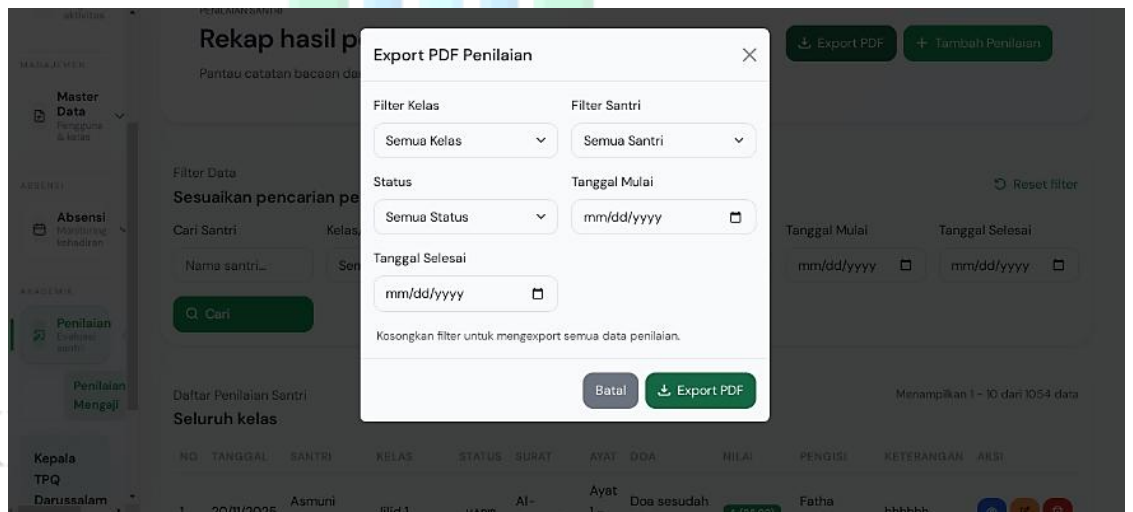 aktivitas
PENILAIAN SANTRI
Rekap hasil p
Pantau catatan bacaan da
Export PDF
+ Tambah Penilaian
MANAJEMEN
Master
Data
Pengguna
& kelas
ABSENSI
Absensi
Monitoring
kehadiran
AKADEMIK
Penilaian
Evaluasi
santri
Penilaian
Mengaji
Kepala
TPQ
Darussalam
Filter Data
Sesuaikan pencarian pe
Reset filter
Cari Santri
Kelas/
Tanggal Mulai
Tanggal Selesai
Nama santri...
Sem
mm/dd/yyyy
mm/dd/yyyy
Cari
Export PDF Penilaian
Filter Kelas
Filter Santri
Semua Kelas
Semua Santri
Status
Tanggal Mulai
Semua Status
mm/dd/yyyy
Tanggal Selesai
mm/dd/yyyy
Kosongkan filter untuk mengexport semua data penilaian.
Batal
Export PDF
Daftar Penilaian Santri
Seluruh kelas
Menampilkan 1 - 10 dari 1054 data
NO TANGGAL SANTRI KELAS STATUS SURAT AYAT DOA NILAI PENGISI KETERANGAN AKSI
1 20/11/2025 Asmuni Jilid 1 Al- Ayat 1 - Doa sesudah Fatha hhhhhh